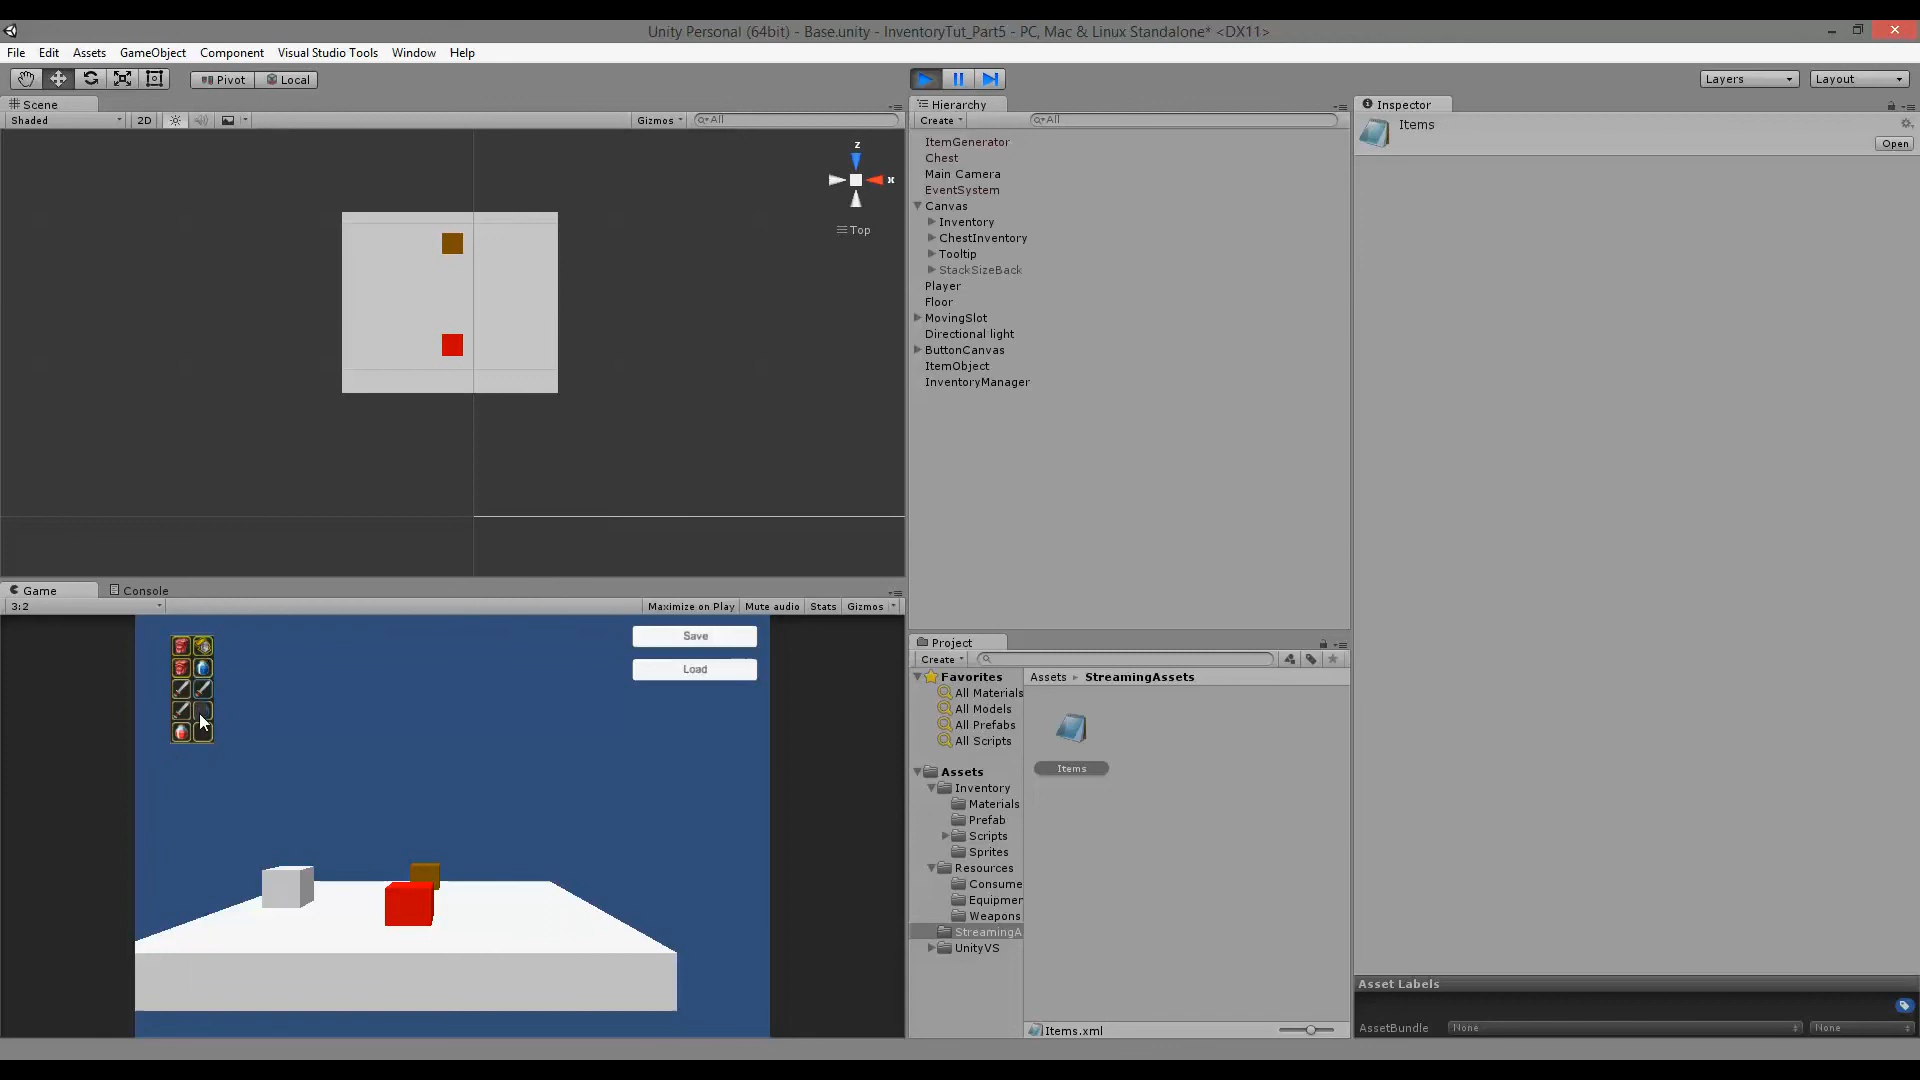 Unity Personal (64bit) - Base.unity - InventoryTut_Part5 - PC, Mac & Linux Standalone* <DX11>
File Edit Assets GameObject Component Visual Studio Tools Window Help
Pivot Local Layers Layout
Scene
Shaded 2D Gizmos All
z
x
Top
Hierarchy
Create All
ItemGenerator
Chest
Main Camera
EventSystem
Canvas
Inventory
ChestInventory
Tooltip
StackSizeBack
Player
Floor
MovingSlot
Directional light
ButtonCanvas
ItemObject
InventoryManager
Inspector
Items
Open
Game Console
3:2 Maximize on Play Mute audio Stats Gizmos
Save
Load
Project
Create
Favorites
All Materials
All Models
All Prefabs
All Scripts
Assets
Inventory
Materials
Prefab
Scripts
Sprites
Resources
Consume
Equipmer
Weapons
StreamingA
UnityVS
Assets StreamingAssets
Items
Items.xml
Asset Labels
AssetBundle None None